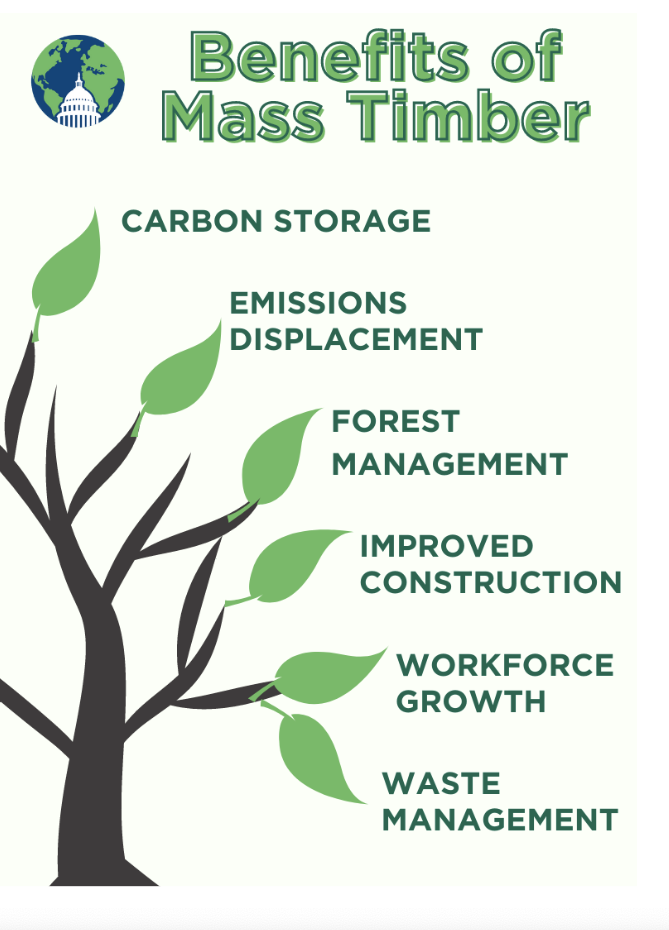 Benefits of
Mass Timber
CARBON STORAGE
EMISSIONS
DISPLACEMENT
FOREST
MANAGEMENT
IMPROVED
CONSTRUCTION
WORKFORCE
GROWTH
WASTE
MANAGEMENT